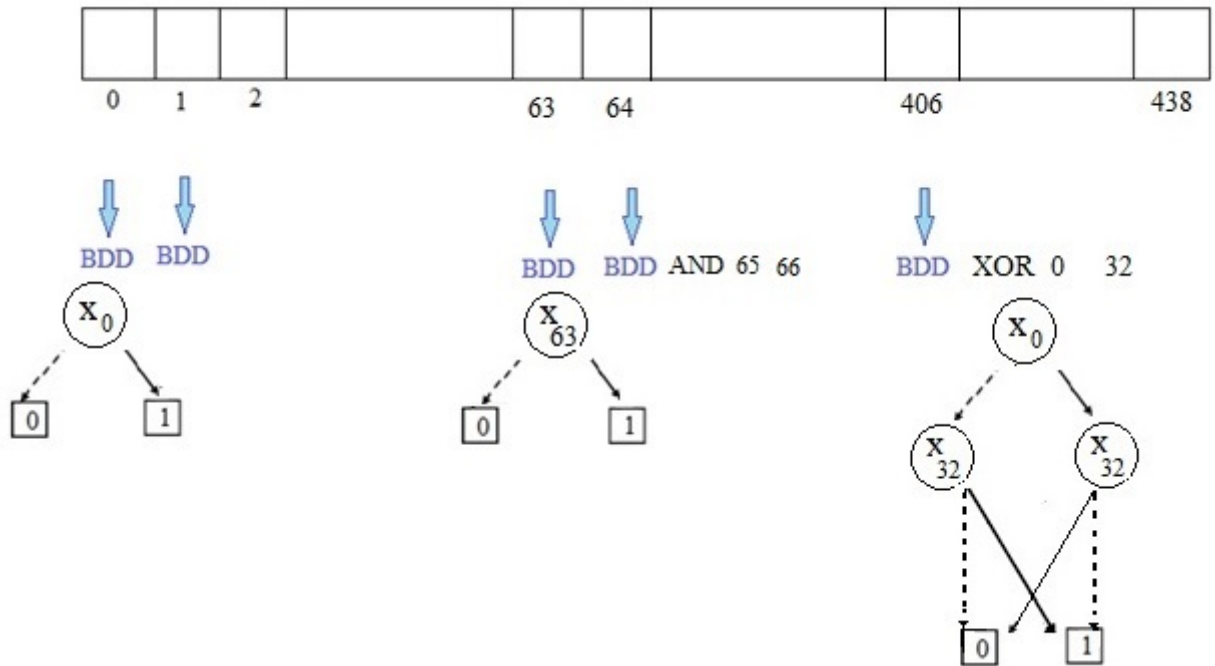 0 1 2 63 64 406 438
BDD BDD BDD BDD AND 65 66 BDD XOR 0 32
x0 x63 x0
0 1 0 1
x32 x32
0 1